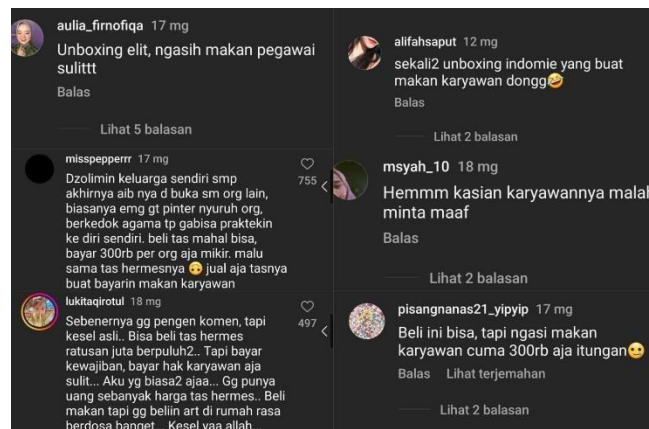 aulia_firnofiqa 17 mg
Unboxing elit, ngasih makan pegawai
sulittt
Balas
Lihat 5 balasan
misspepperrr 17 mg
Dzolimin keluarga sendiri smp
akhirnya aib nya d buka sm org lain,
biasanya emg gt pinter nyuruh org,
berkedok agama tp gabisa praktekin
ke diri sendiri. beli tas mahal bisa,
bayar 300rb per org aja mikir. malu
sama tas hermesnya 🙃 jual aja tasnya
buat bayarin makan karyawan
755
lukitaqirotul 18 mg
Sebenernya gg pengen komen, tapi
kesel asli.. Bisa beli tas hermes
ratusan juta berpuluh2.. Tapi bayar
kewajiban, bayar hak karyawan aja
sulit... Aku yg biasa2 ajaa... Gg punya
uang sebanyak harga tas hermes.. Beli
makan tapi gg beliin art di rumah rasa
berdosa banget... Kesel yaa allah...
497
alifahsaput 12 mg
sekali2 unboxing indomie yang buat
makan karyawan dongg🤣
Balas
Lihat 2 balasan
msyah_10 18 mg
Hemmm kasian karyawannya malah
minta maaf
Balas
Lihat 2 balasan
pisangnanas21_yipyip 17 mg
Beli ini bisa, tapi ngasi makan
karyawan cuma 300rb aja itungan🙂
Balas Lihat terjemahan
Lihat 2 balasan